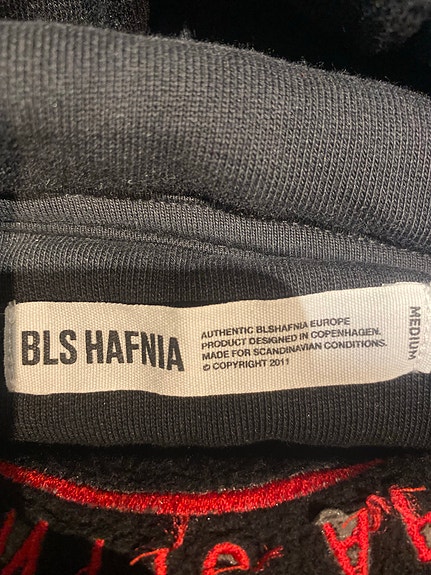 BLS HAFNIA
AUTHENTIC BLSHAFNIA EUROPE
PRODUCT DESIGNED IN COPENHAGEN.
MADE FOR SCANDINAVIAN CONDITIONS.
© COPYRIGHT 2011
MEDIUM